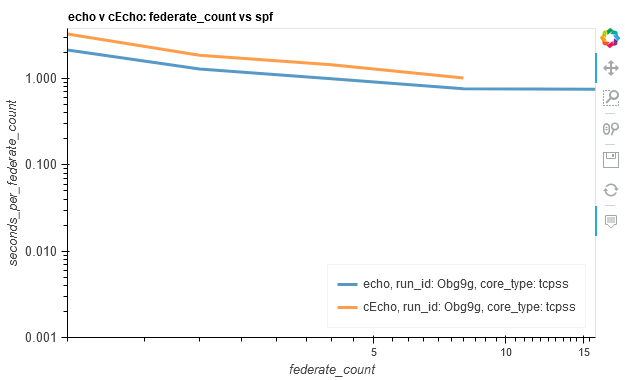 echo v cEcho: federate_count vs spf
seconds_per_federate_count
1.000
0.100
0.010
0.001
echo, run_id: Obg9g, core_type: tcpss
cEcho, run_id: Obg9g, core_type: tcpss
5
10
15
federate_count